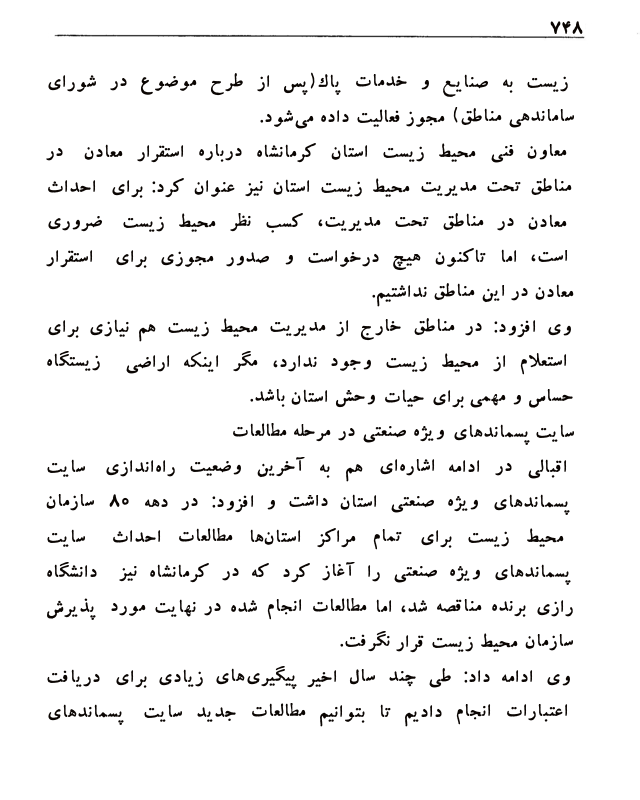 ۷۴۸
زیست به صنایع و خدمات پاك(پس از طرح موضوع در شورای
ساماندهی مناطق) مجوز فعالیت داده می‌شود.
معاون فنی محیط زیست استان کرمانشاه درباره استقرار معادن در
مناطق تحت مدیریت محیط زیست استان نیز عنوان کرد: برای احداث
معادن در مناطق تحت مدیریت، کسب نظر محیط زیست ضروری
است، اما تاکنون هیچ درخواست و صدور مجوزی برای استقرار
معادن در این مناطق نداشتیم.
وی افزود: در مناطق خارج از مدیریت محیط زیست هم نیازی برای
استعلام از محیط زیست وجود ندارد، مگر اینکه اراضی زیستگاه
حساس و مهمی برای حیات وحش استان باشد.
سایت پسماندهای ویژه صنعتی در مرحله مطالعات
اقبالی در ادامه اشاره‌ای هم به آخرین وضعیت راه‌اندازی سایت
پسماندهای ویژه صنعتی استان داشت و افزود: در دهه ۸۰ سازمان
محیط زیست برای تمام مراکز استان‌ها مطالعات احداث سایت
پسماندهای ویژه صنعتی را آغاز کرد که در کرمانشاه نیز دانشگاه
رازی برنده مناقصه شد، اما مطالعات انجام شده در نهایت مورد پذیرش
سازمان محیط زیست قرار نگرفت.
وی ادامه داد: طی چند سال اخیر پیگیری‌های زیادی برای دریافت
اعتبارات انجام دادیم تا بتوانیم مطالعات جدید سایت پسماندهای